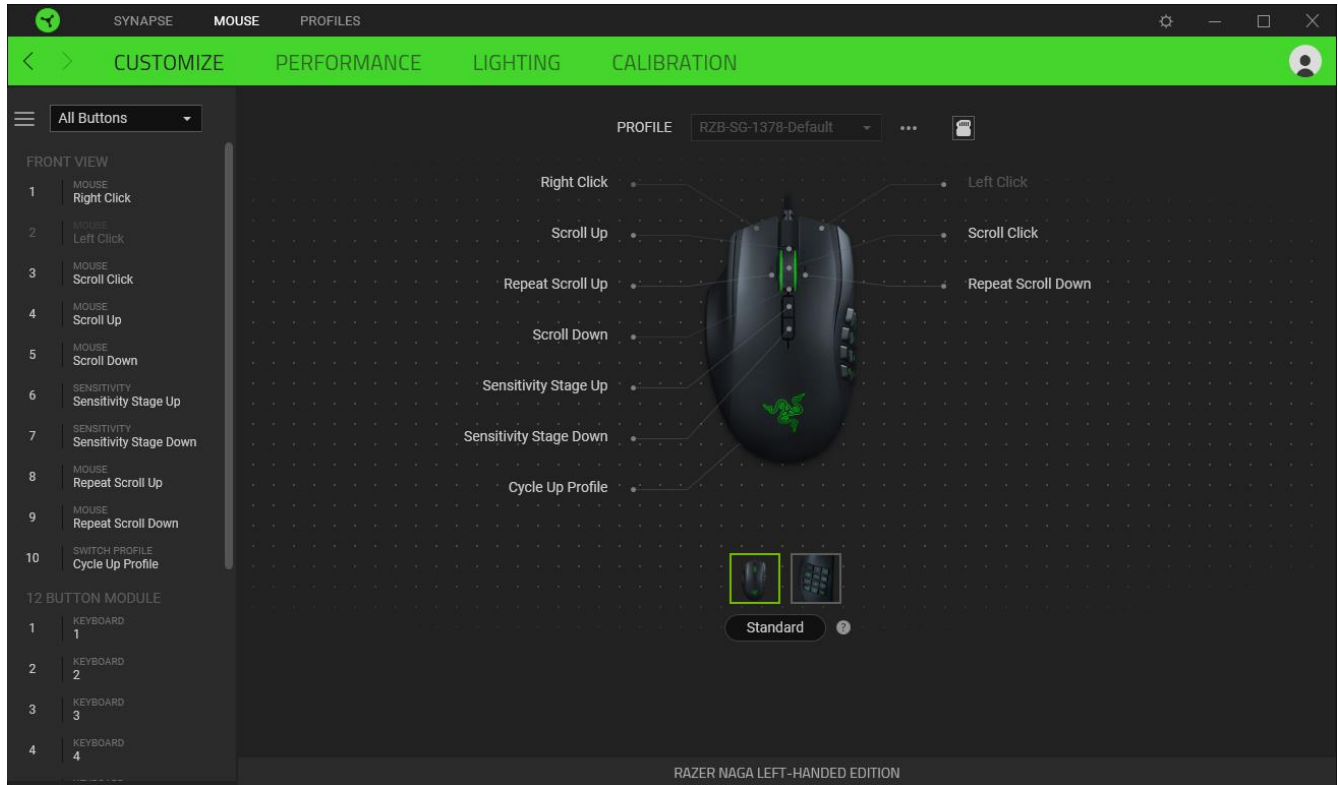 SYNAPSE MOUSE PROFILES
CUSTOMIZE PERFORMANCE LIGHTING CALIBRATION
All Buttons
PROFILE RZB-SG-1378-Default
FRONT VIEW
1 MOUSE
Right Click
2 MOUSE
Left Click
3 MOUSE
Scroll Click
4 MOUSE
Scroll Up
5 MOUSE
Scroll Down
6 SENSITIVITY
Sensitivity Stage Up
7 SENSITIVITY
Sensitivity Stage Down
8 MOUSE
Repeat Scroll Up
9 MOUSE
Repeat Scroll Down
10 SWITCH PROFILE
Cycle Up Profile
12 BUTTON MODULE
1 KEYBOARD
1
2 KEYBOARD
2
3 KEYBOARD
3
4 KEYBOARD
4
Right Click
Scroll Up
Repeat Scroll Up
Scroll Down
Sensitivity Stage Up
Sensitivity Stage Down
Cycle Up Profile
Left Click
Scroll Click
Repeat Scroll Down
Standard ?
RAZER NAGA LEFT-HANDED EDITION